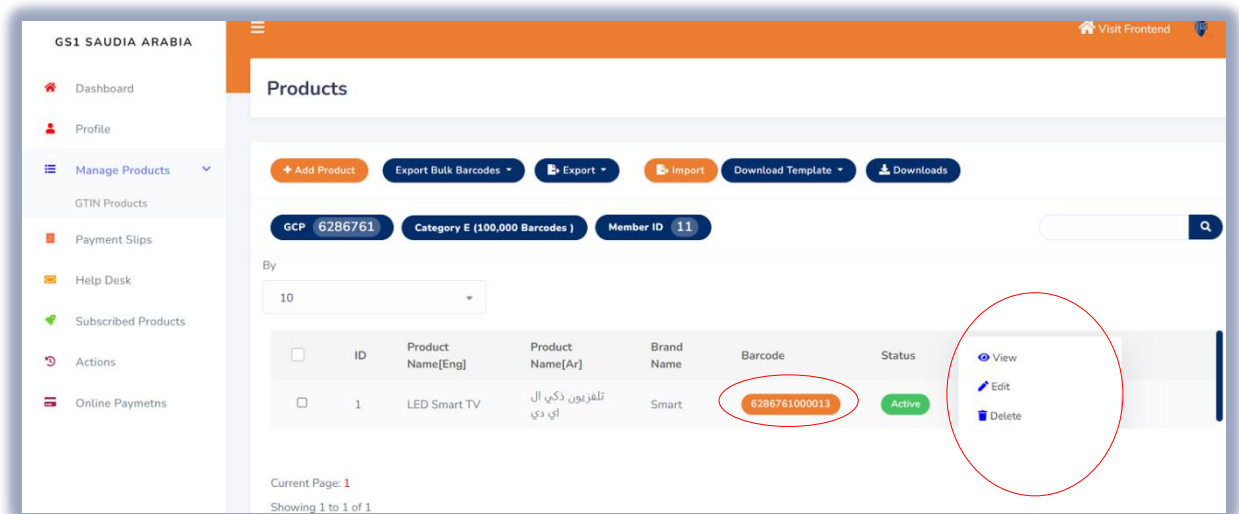 GS1 SAUDIA ARABIA
Visit Frontend
Dashboard
Profile
Manage Products
GTIN Products
Payment Slips
Help Desk
Subscribed Products
Actions
Online Paymetns
Products
+ Add Product
Export Bulk Barcodes
Export
Import
Download Template
Downloads
GCP 6286761
Category E (100,000 Barcodes )
Member ID 11
By
10
ID
Product
Name[Eng]
Product
Name[Ar]
Brand
Name
Barcode
Status
1
LED Smart TV
تلفزيون ذكي ال
اي دي
Smart
6286761000013
Active
View
Edit
Delete
Current Page: 1
Showing 1 to 1 of 1